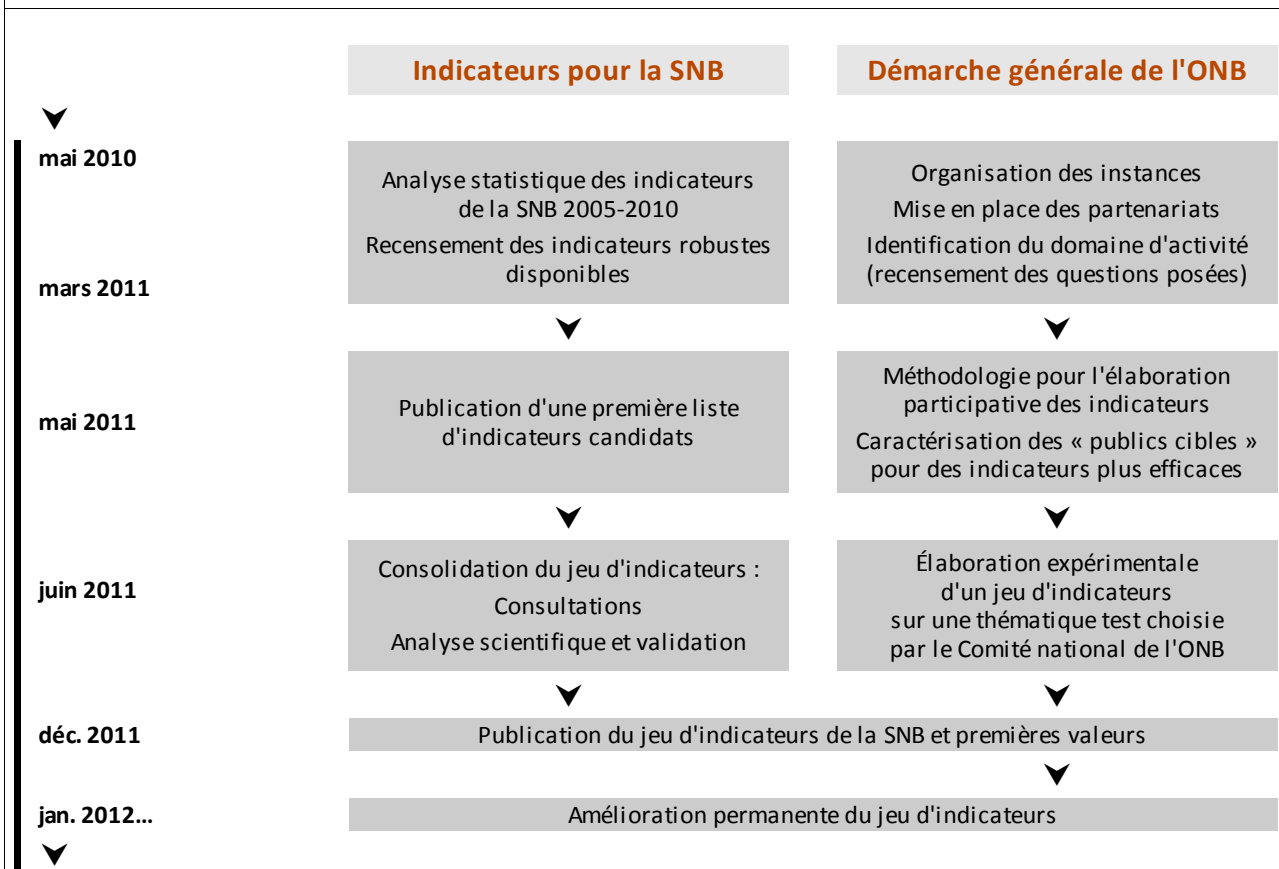 Indicateurs pour la SNB
Démarche générale de l'ONB
mai 2010
Analyse statistique des indicateurs
de la SNB 2005-2010
Recensement des indicateurs robustes
disponibles
Organisation des instances
Mise en place des partenariats
Identification du domaine d'activité
(recensement des questions posées)
mars 2011
mai 2011
Publication d'une première liste
d'indicateurs candidats
Méthodologie pour l'élaboration
participative des indicateurs
Caractérisation des « publics cibles »
pour des indicateurs plus efficaces
juin 2011
Consolidation du jeu d'indicateurs :
Consultations
Analyse scientifique et validation
Élaboration expérimentale
d'un jeu d'indicateurs
sur une thématique test choisie
par le Comité national de l'ONB
déc. 2011
Publication du jeu d'indicateurs de la SNB et premières valeurs
jan. 2012...
Amélioration permanente du jeu d'indicateurs